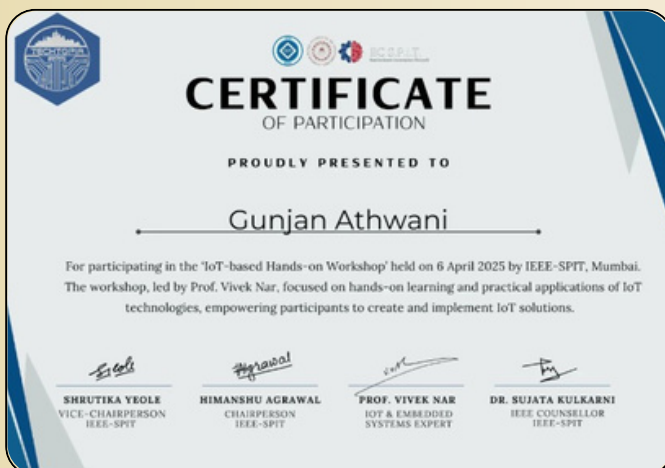 TECHTOPIA
IIC S.P.I.T.
CERTIFICATE
OF PARTICIPATION
PROUDLY PRESENTED TO
Gunjan Athwani
For participating in the 'IoT-based Hands-on Workshop' held on 6 April 2025 by IEEE-SPIT, Mumbai.
The workshop, led by Prof. Vivek Nar, focused on hands-on learning and practical applications of IoT
technologies, empowering participants to create and implement IoT solutions.
SHRUTIKA YEOLE
VICE-CHAIRPERSON
IEEE-SPIT
HIMANSHU AGRAWAL
CHAIRPERSON
IEEE-SPIT
PROF. VIVEK NAR
IOT & EMBEDDED
SYSTEMS EXPERT
DR. SUJATA KULKARNI
IEEE COUNSELLOR
IEEE-SPIT